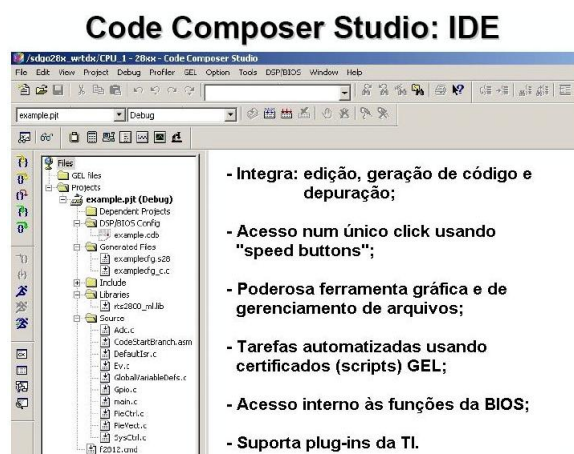 Code Composer Studio: IDE
/sdgo28x_wrtdx/CPU_1 - 28xx - Code Composer Studio
File Edit View Project Debug Profiler GEL Option Tools DSP/BIOS Window Help
example.pjt Debug
Files
GEL files
Projects
example.pjt (Debug)
Dependent Projects
DSP/BIOS Config
example.cdb
Generated Files
examplecfg.s28
examplecfg_c.c
Include
Libraries
rts2800_ml.lib
Source
Adc.c
CodeStartBranch.asm
DefaultIsr.c
Ev.c
GlobalVariableDefs.c
Gpio.c
main.c
PieCtrl.c
PieVect.c
SysCtrl.c
f2812.cmd
- Integra: edição, geração de código e
depuração;
- Acesso num único click usando
"speed buttons";
- Poderosa ferramenta gráfica e de
gerenciamento de arquivos;
- Tarefas automatizadas usando
certificados (scripts) GEL;
- Acesso interno às funções da BIOS;
- Suporta plug-ins da TI.